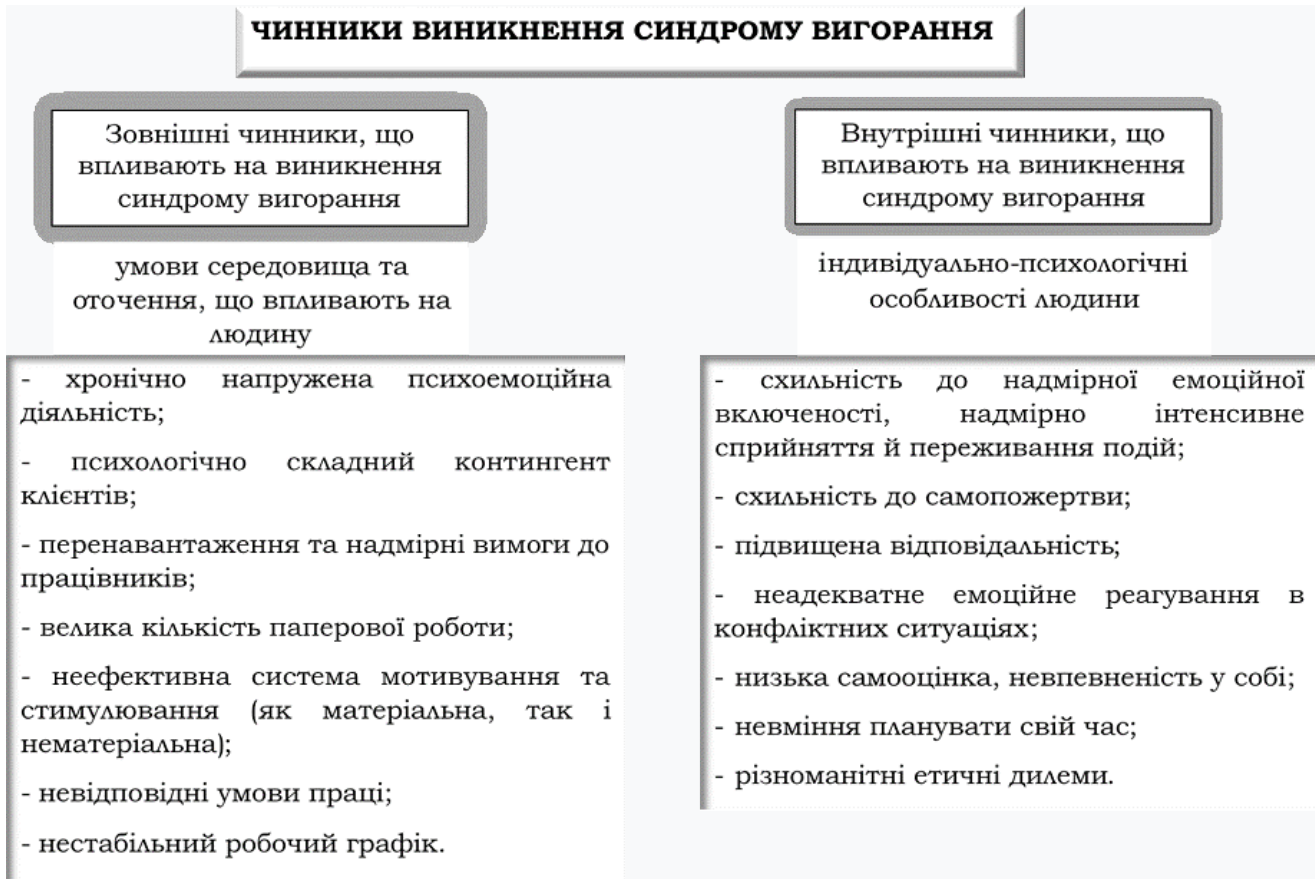 ЧИННИКИ ВИНИКНЕННЯ СИНДРОМУ ВИГОРАННЯ
Зовнішні чинники, що
впливають на виникнення
синдрому вигорання
умови середовища та
оточення, що впливають на
людину
- хронічно напружена психоемоційна
діяльність;
- психологічно складний контингент
клієнтів;
- перенавантаження та надмірні вимоги до
працівників;
- велика кількість паперової роботи;
- неефективна система мотивування та
стимулювання (як матеріальна, так і
нематеріальна);
- невідповідні умови праці;
- нестабільний робочий графік.
Внутрішні чинники, що
впливають на виникнення
синдрому вигорання
індивідуально-психологічні
особливості людини
- схильність до надмірної емоційної
включеності, надмірно інтенсивне
сприйняття й переживання подій;
- схильність до самопожертви;
- підвищена відповідальність;
- неадекватне емоційне реагування в
конфліктних ситуаціях;
- низька самооцінка, невпевненість у собі;
- невміння планувати свій час;
- різноманітні етичні дилеми.